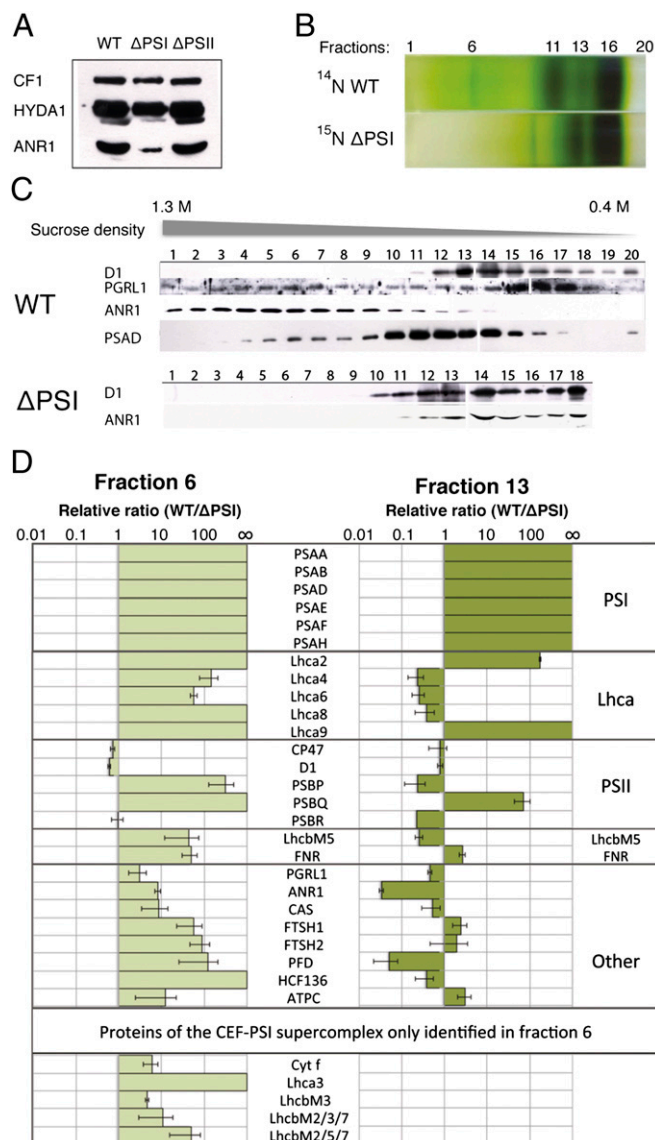 A
WT ΔPSI ΔPSII
CF1
HYDA1
ANR1
B
Fractions: 1 6 11 13 16 20
14N WT
15N ΔPSI
C
1.3 M 0.4 M
Sucrose density
1 2 3 4 5 6 7 8 9 10 11 12 13 14 15 16 17 18 19 20
WT
D1
PGRL1
ANR1
PSAD
1 2 3 4 5 6 7 8 9 10 11 12 13 14 15 16 17 18
ΔPSI
D1
ANR1
D
Fraction 6 Fraction 13
Relative ratio (WT/ΔPSI) Relative ratio (WT/ΔPSI)
0.01 0.1 1 10 100 ∞ 0.01 0.1 1 10 100 ∞
PSAA
PSAB
PSAD
PSAE
PSAF
PSAH
PSI
Lhca2
Lhca4
Lhca6
Lhca8
Lhca9
Lhca
CP47
D1
PSBP
PSBQ
PSBR
PSII
LhcbM5 LhcbM5
FNR FNR
PGRL1
ANR1
CAS
FTSH1
FTSH2
PFD
HCF136
ATPC
Other
Proteins of the CEF-PSI supercomplex only identified in fraction 6
Cyt f
Lhca3
LhcbM3
LhcbM2/3/7
LhcbM2/5/7